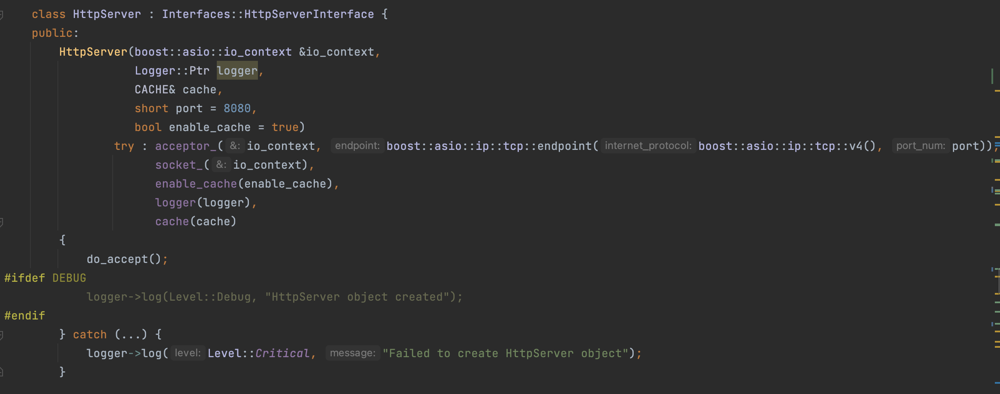 class HttpServer : Interfaces::HttpServerInterface {
public:
HttpServer(boost::asio::io_context &io_context,
Logger::Ptr logger,
CACHE& cache,
short port = 8080,
bool enable_cache = true)
try : acceptor_( &: io_context, endpoint: boost::asio::ip::tcp::endpoint( internet_protocol: boost::asio::ip::tcp::v4(), port_num: port)),
socket_( &: io_context),
enable_cache(enable_cache),
logger(logger),
cache(cache)
{
do_accept();
#ifdef DEBUG
logger->log(Level::Debug, "HttpServer object created");
#endif
} catch (...) {
logger->log( level: Level::Critical, message: "Failed to create HttpServer object");
}